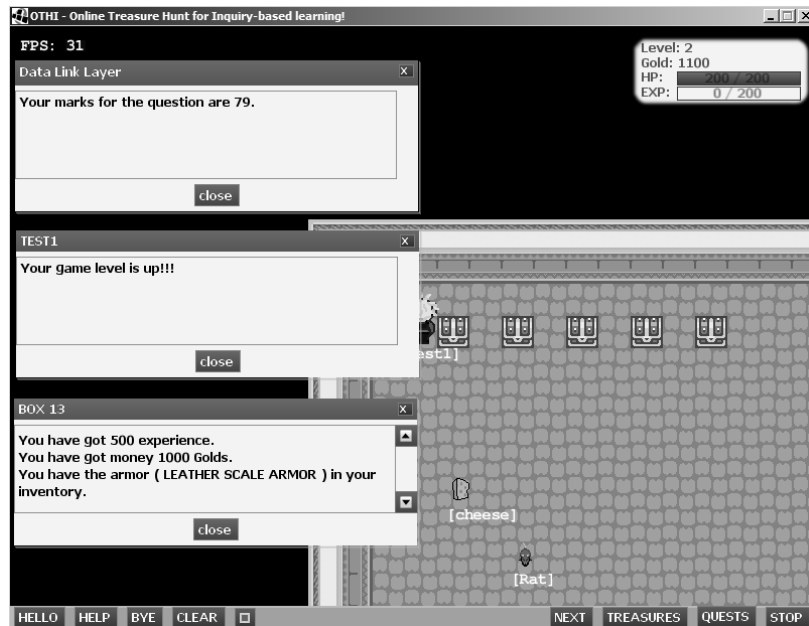 OTHI - Online Treasure Hunt for Inquiry-based learning!
FPS: 31
Level: 2
Gold: 1100
HP: 200 / 200
EXP: 0 / 200
Data Link Layer
Your marks for the question are 79.
close
TEST1
Your game level is up!!!
close
est1]
BOX 13
You have got 500 experience.
You have got money 1000 Golds.
You have the armor ( LEATHER SCALE ARMOR ) in your
inventory.
close
[cheese]
[Rat]
HELLO HELP BYE CLEAR NEXT TREASURES QUESTS STOP